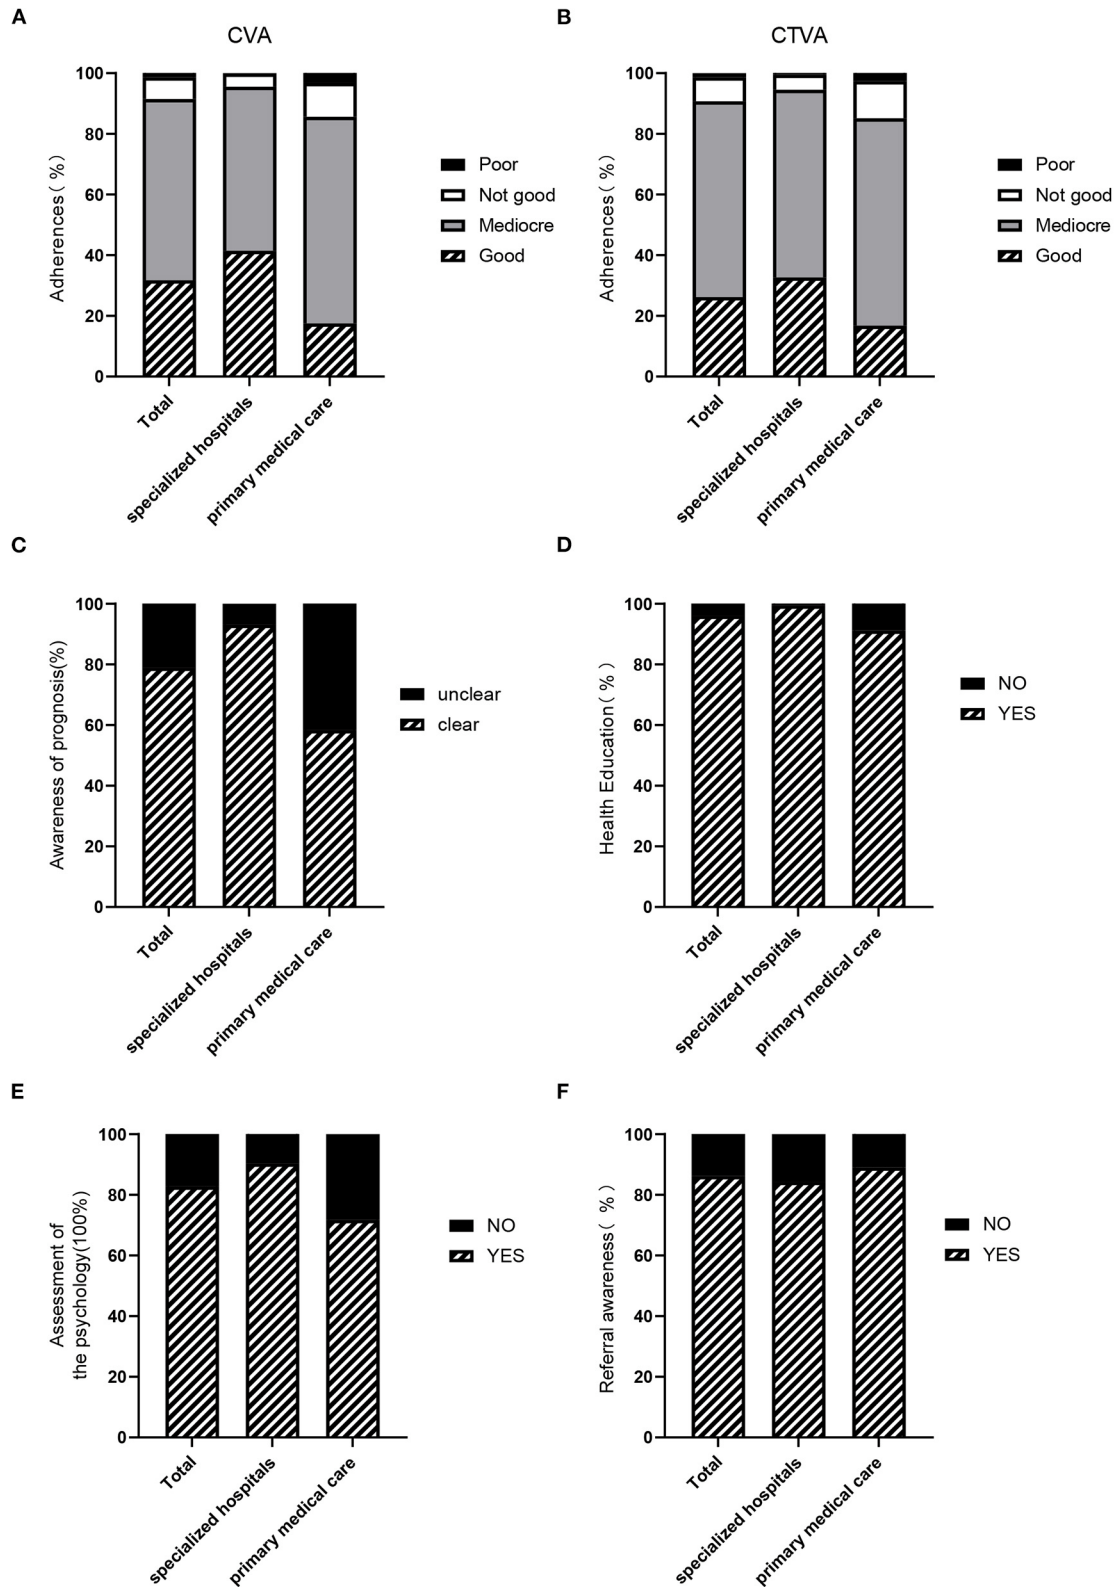 A
CVA
100
80
60
40
20
0
Adherences( %)
Total
specialized hospitals
primary medical care
Poor
Not good
Mediocre
Good
B
CTVA
100
80
60
40
20
0
Adherences( %)
Total
specialized hospitals
primary medical care
Poor
Not good
Mediocre
Good
C
100
80
60
40
20
0
Awareness of prognosis(%)
Total
specialized hospitals
primary medical care
unclear
clear
D
100
80
60
40
20
0
Health Education( %)
Total
specialized hospitals
primary medical care
NO
YES
E
100
80
60
40
20
0
Assessment of
the psychology(100%)
Total
specialized hospitals
primary medical care
NO
YES
F
100
80
60
40
20
0
Referral awareness( %)
Total
specialized hospitals
primary medical care
NO
YES